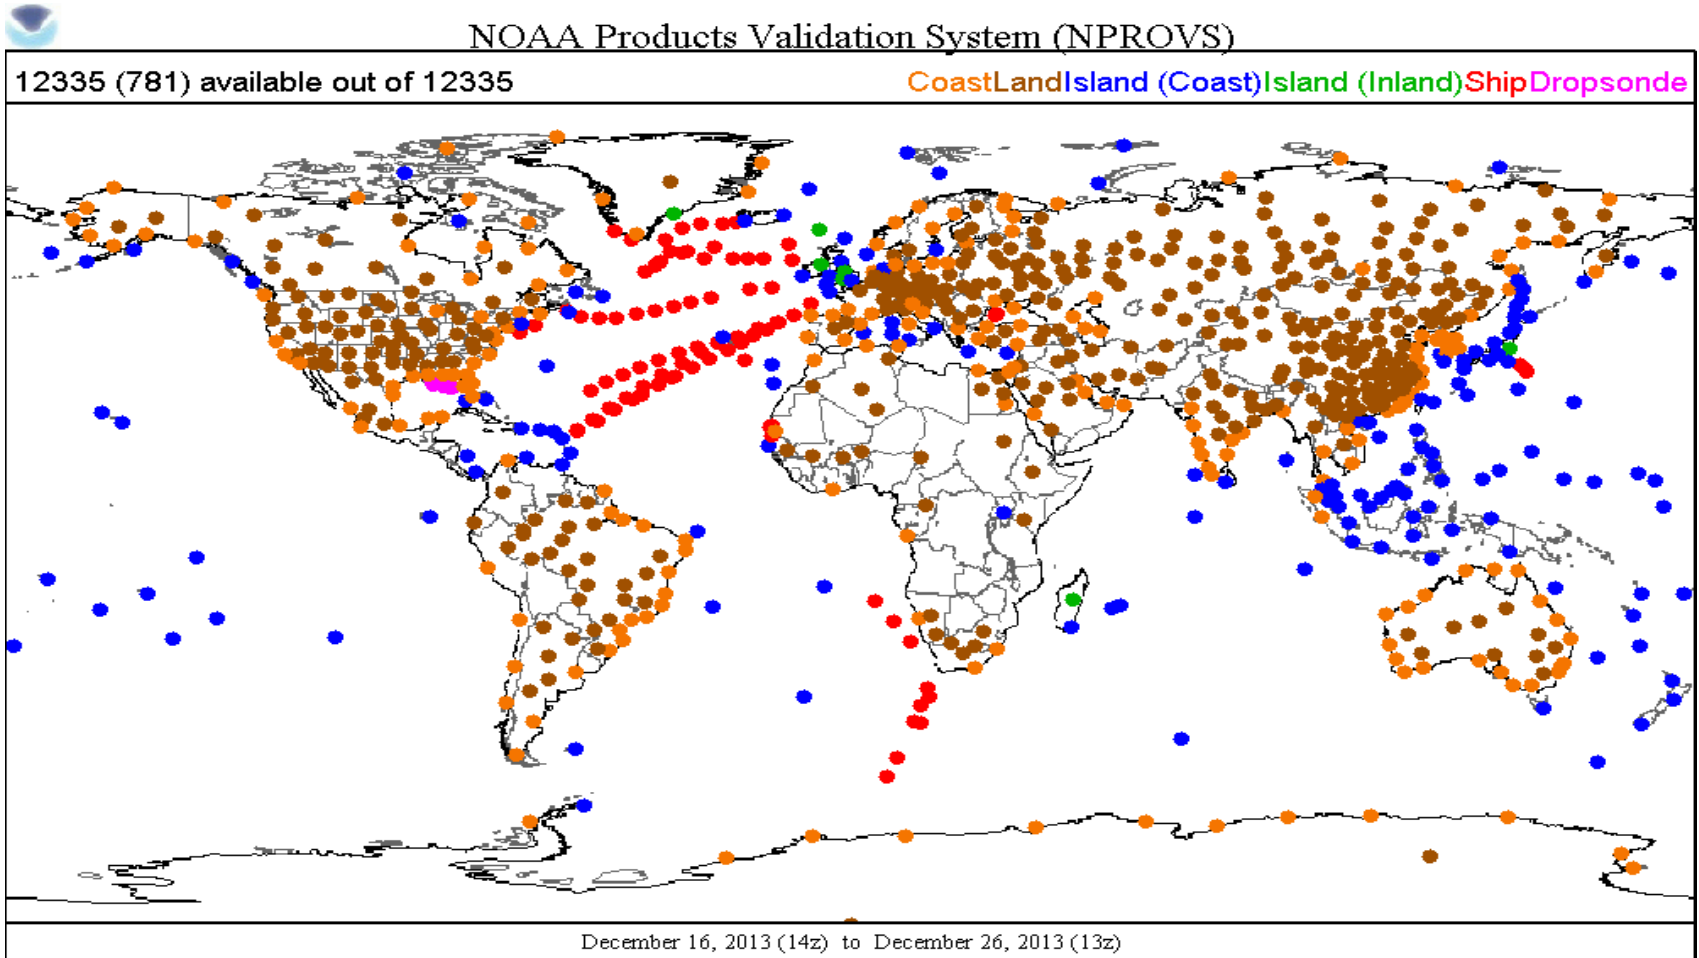 NOAA Products Validation System (NPROVS)
12335 (781) available out of 12335 CoastLandIsland (Coast)Island (Inland)ShipDropsonde
December 16, 2013 (14z) to December 26, 2013 (13z)